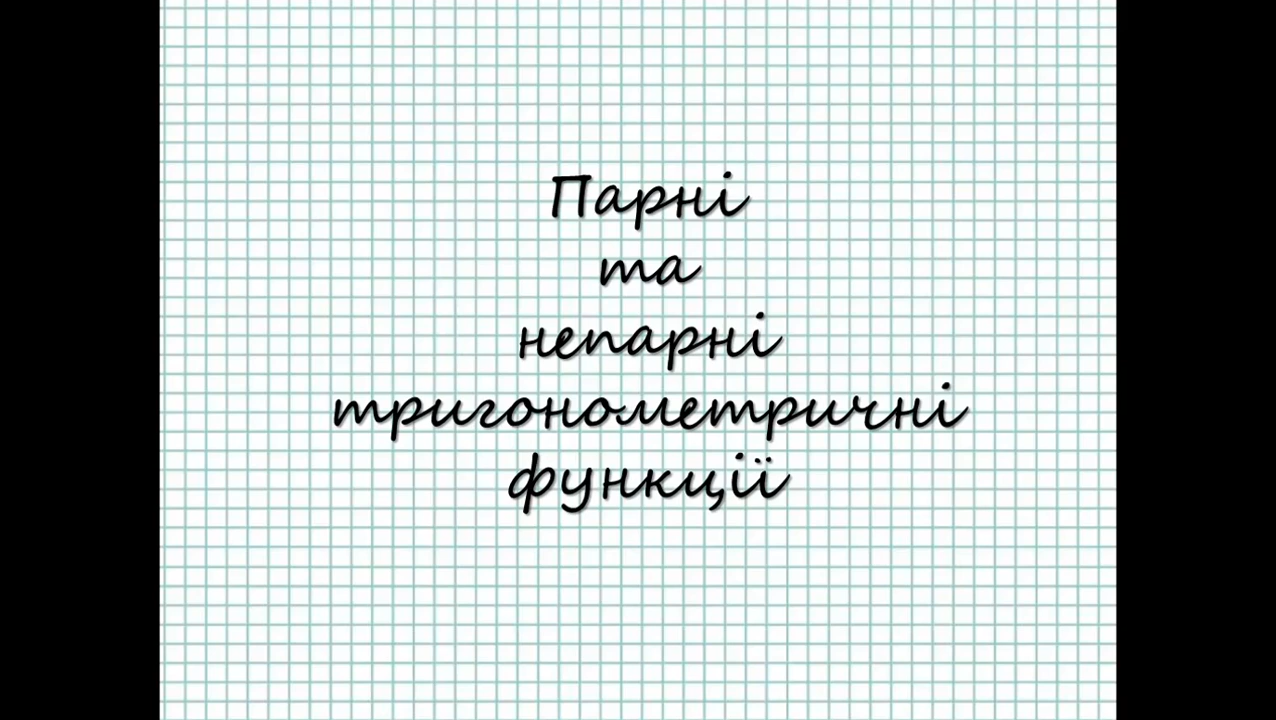 Парні
та
непарні
тригонометричні
функції